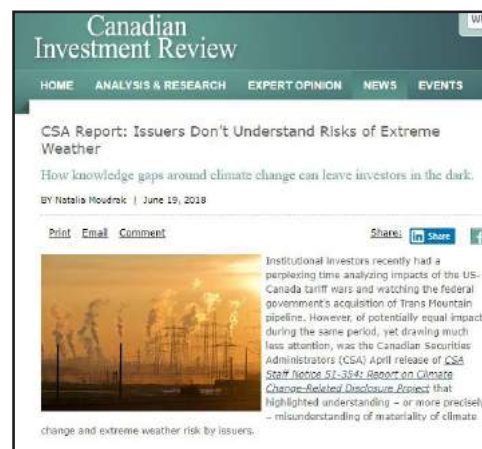 Canadian
Investment Review
HOME ANALYSIS & RESEARCH EXPERT OPINION NEWS EVENTS
CSA Report: Issuers Don't Understand Risks of Extreme
Weather
How knowledge gaps around climate change can leave investors in the dark.
BY Natalia Moudrak | June 19, 2018
Print Email Comment Share: in Share f
Institutional investors recently had a
perplexing time analyzing impacts of the US-
Canada tariff wars and watching the federal
government's acquisition of Trans Mountain
pipeline. However, of potentially equal impact
during the same period, yet drawing much
less attention, was the Canadian Securities
Administrators (CSA) April release of CSA
Staff Notice 51-354: Report on Climate
Change-Related Disclosure Project that
highlighted understanding – or more precisely
– misunderstanding of materiality of climate
change and extreme weather risk by issuers.